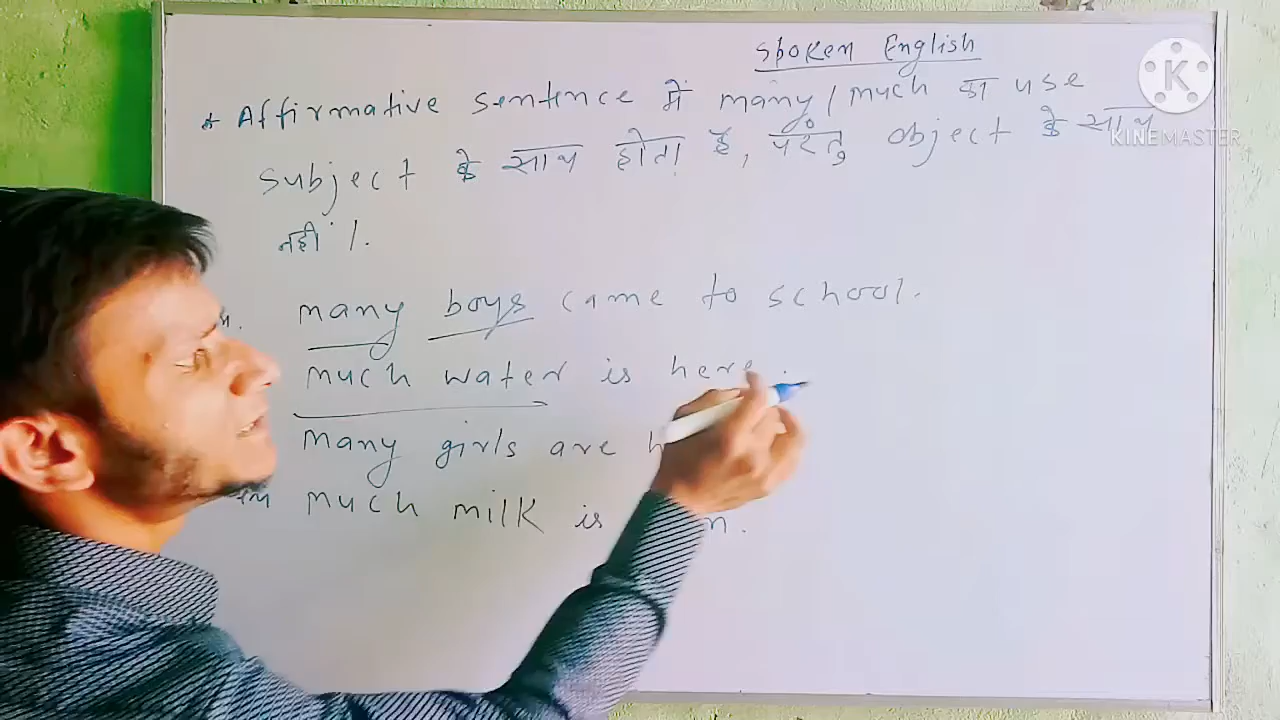 Spoken English
* Affirmative sentence में many/much का use
subject के साथ होता है, परंतु object के साथ
नहीं ।.
many boys came to school.
much water is here.
many girls are
much milk is
K
KINEMASTER